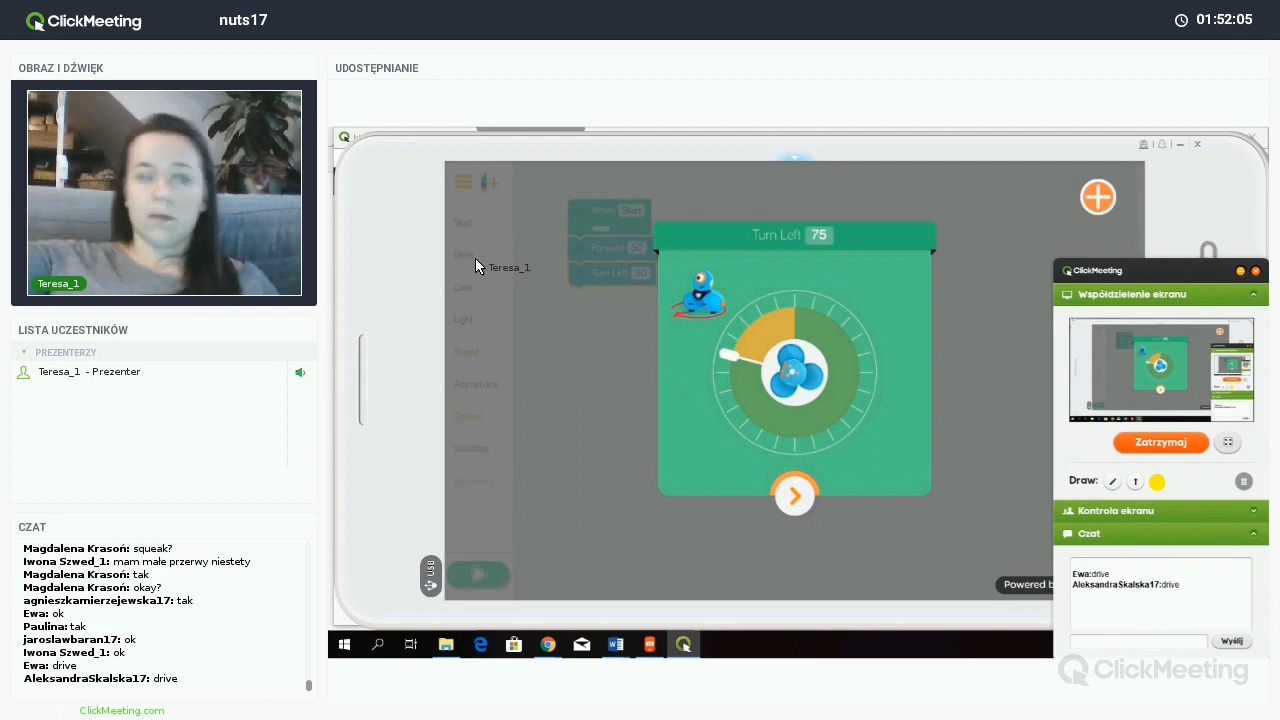 ClickMeeting
nuts17
01:52:05
OBRAZ I DŹWIĘK
Teresa_1
LISTA UCZESTNIKÓW
PREZENTERZY
Teresa_1 - Prezenter
CZAT
Magdalena Krasoń: squeak?
Iwona Szwed_1: mam małe przerwy niestety
Magdalena Krasoń: tak
Magdalena Krasoń: okay?
agnieszkamierzejewska17: tak
Ewa: ok
Paulina: tak
jaroslawbaran17: ok
Iwona Szwed_1: ok
Ewa: drive
AleksandraSkalska17: drive
ClickMeeting.com
UDOSTĘPNIANIE
Start
Drive
Look
Light
Sound
Animations
Control
Variables
Accessory
Teresa_1
When Start
Forward 50
Turn Left 90
Turn Left 75
USB
Powered b
ClickMeeting
Współdzielenie ekranu
Zatrzymaj
Draw:
Kontrola ekranu
Czat
Ewa:drive
AleksandraSkalska17:drive
Wyślij
ClickMeeting